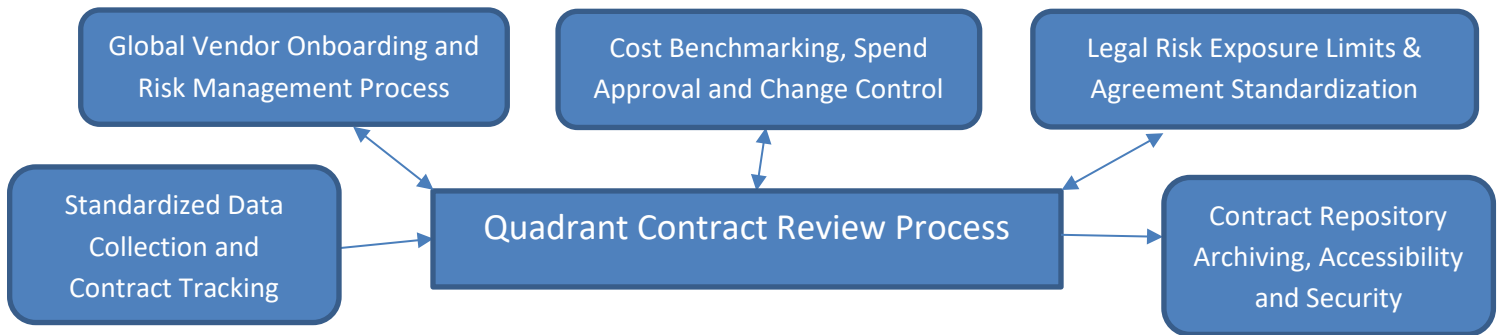 Global Vendor Onboarding and
Risk Management Process
Cost Benchmarking, Spend
Approval and Change Control
Legal Risk Exposure Limits &
Agreement Standardization
Standardized Data
Collection and
Contract Tracking
Quadrant Contract Review Process
Contract Repository
Archiving, Accessibility
and Security